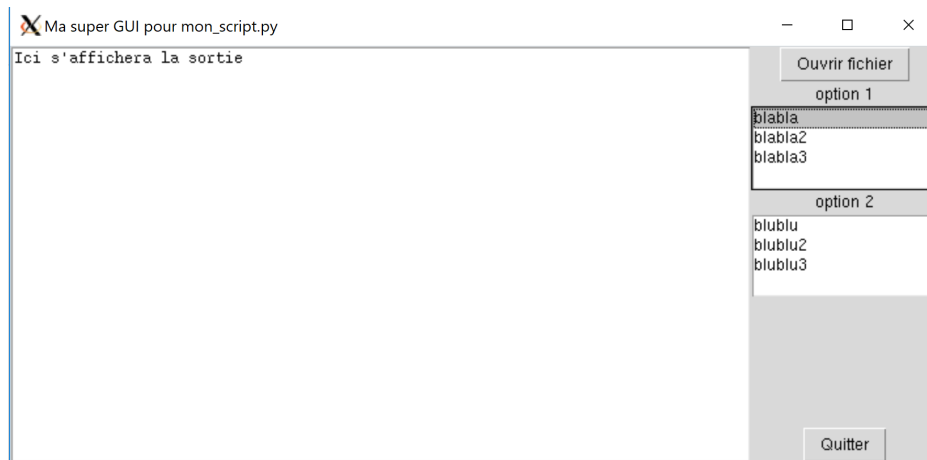 Ma super GUI pour mon_script.py
Ici s'affichera la sortie
Ouvrir fichier
option 1
blabla
blabla2
blabla3
option 2
blublu
blublu2
blublu3
Quitter